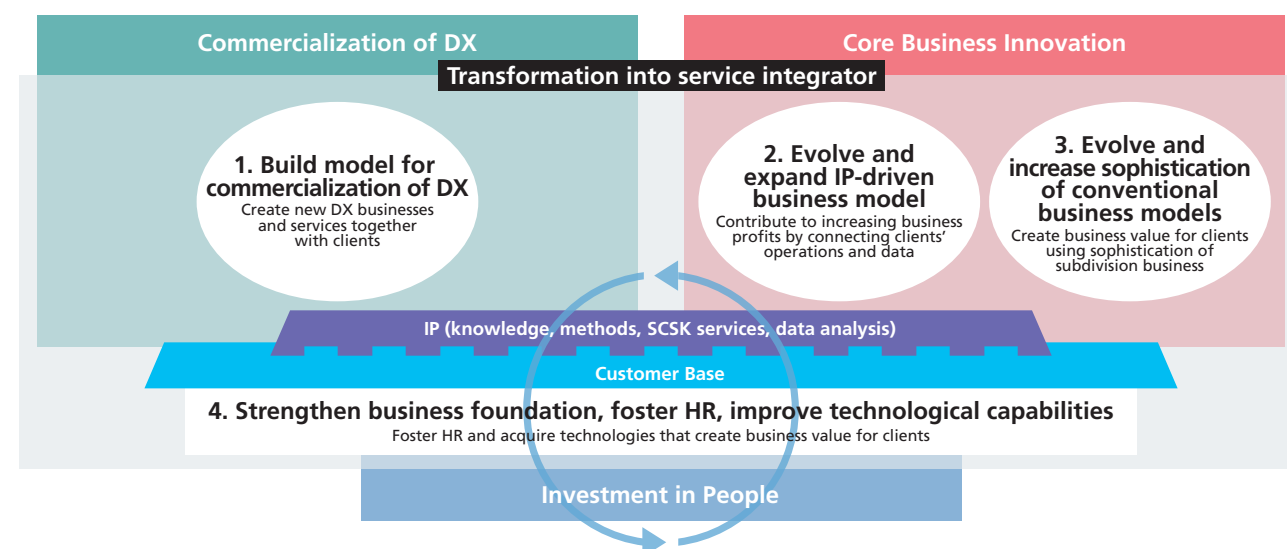 Commercialization of DX
Core Business Innovation
Transformation into service integrator
1. Build model for
commercialization of DX
Create new DX businesses
and services together
with clients
2. Evolve and
expand IP-driven
business model
Contribute to increasing business
profits by connecting clients’
operations and data
3. Evolve and
increase sophistication
of conventional
business models
Create business value for clients
using sophistication of
subdivision business
IP (knowledge, methods, SCSK services, data analysis)
Customer Base
4. Strengthen business foundation, foster HR, improve technological capabilities
Foster HR and acquire technologies that create business value for clients
Investment in People